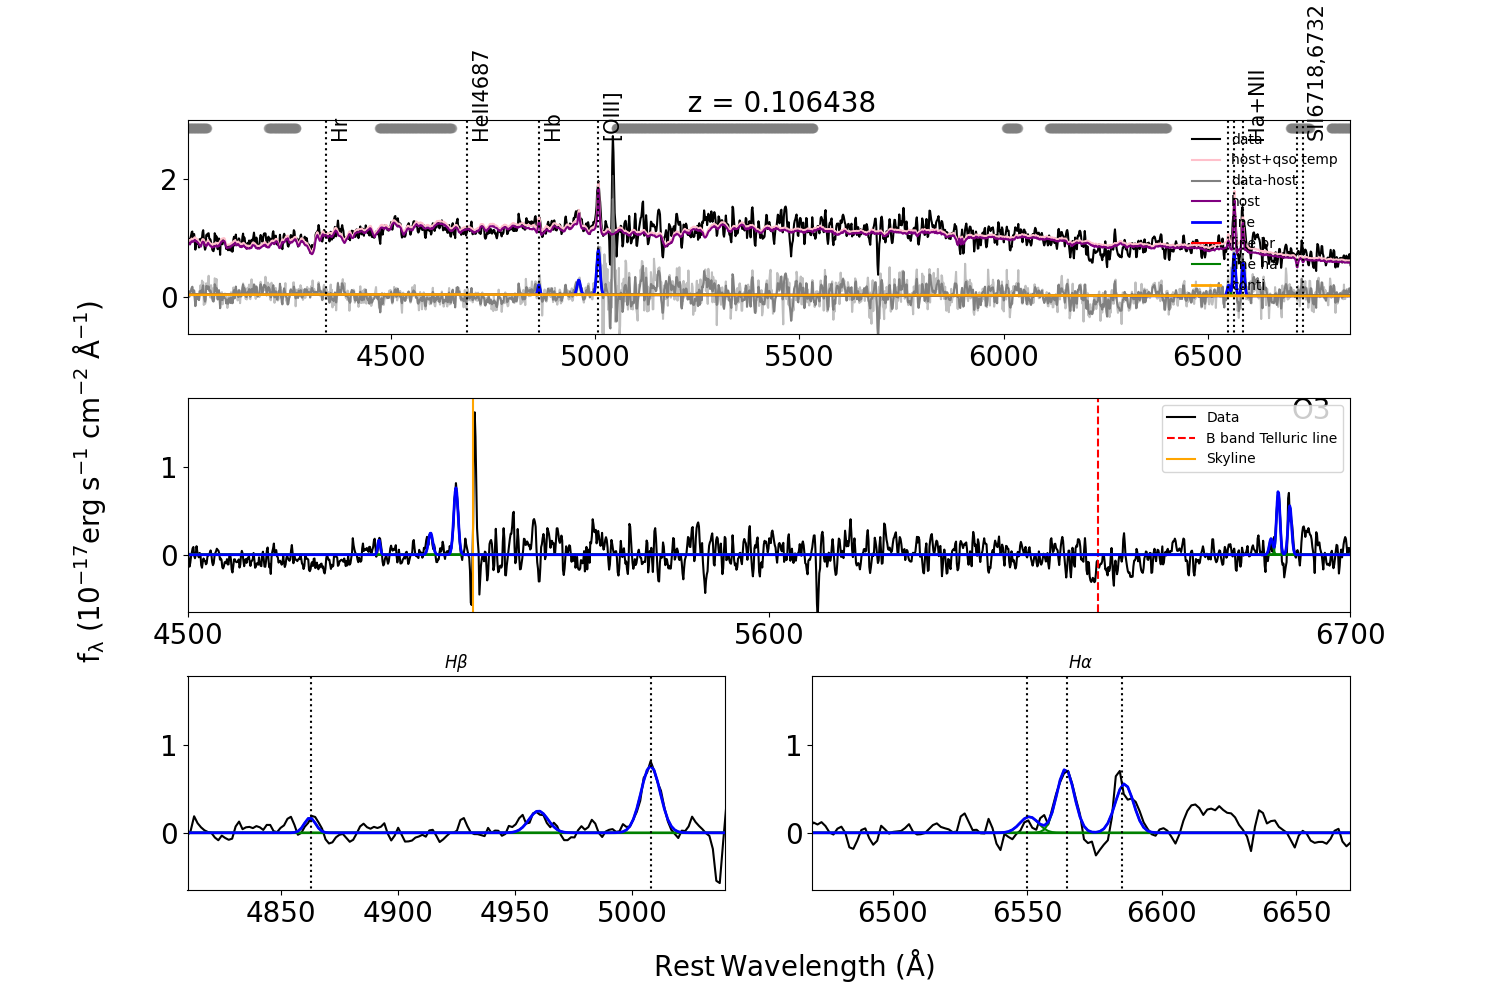 z = 0.106438
Hr
HeII4687
Hb
[OIII]
Ha+NII
SII6718,6732
data
host+qso temp
data-host
host
line
line br
line na
conti
2
0
4500
5000
5500
6000
6500
f_λ (10^{-17}erg s^{-1} cm^{-2} Å^{-1})
O3
Data
B band Telluric line
Skyline
1
0
4500
5600
6700
Hβ
1
0
4850
4900
4950
5000
Hα
1
0
6500
6550
6600
6650
Rest Wavelength (Å)